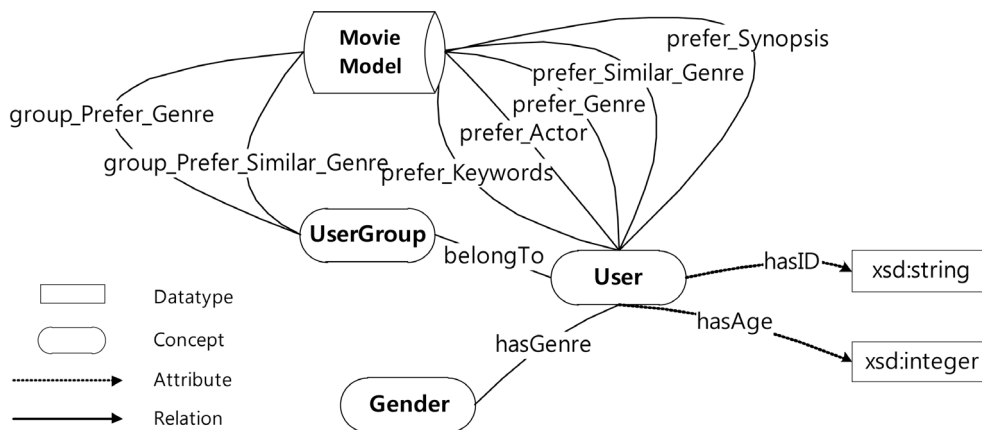 Movie
Model
prefer_Synopsis
prefer_Similar_Genre
prefer_Genre
group_Prefer_Genre
prefer_Actor
group_Prefer_Similar_Genre
prefer_Keywords
UserGroup
belongTo
User
hasID
xsd:string
Datatype
hasAge
Concept
hasGenre
xsd:integer
Attribute
Gender
Relation